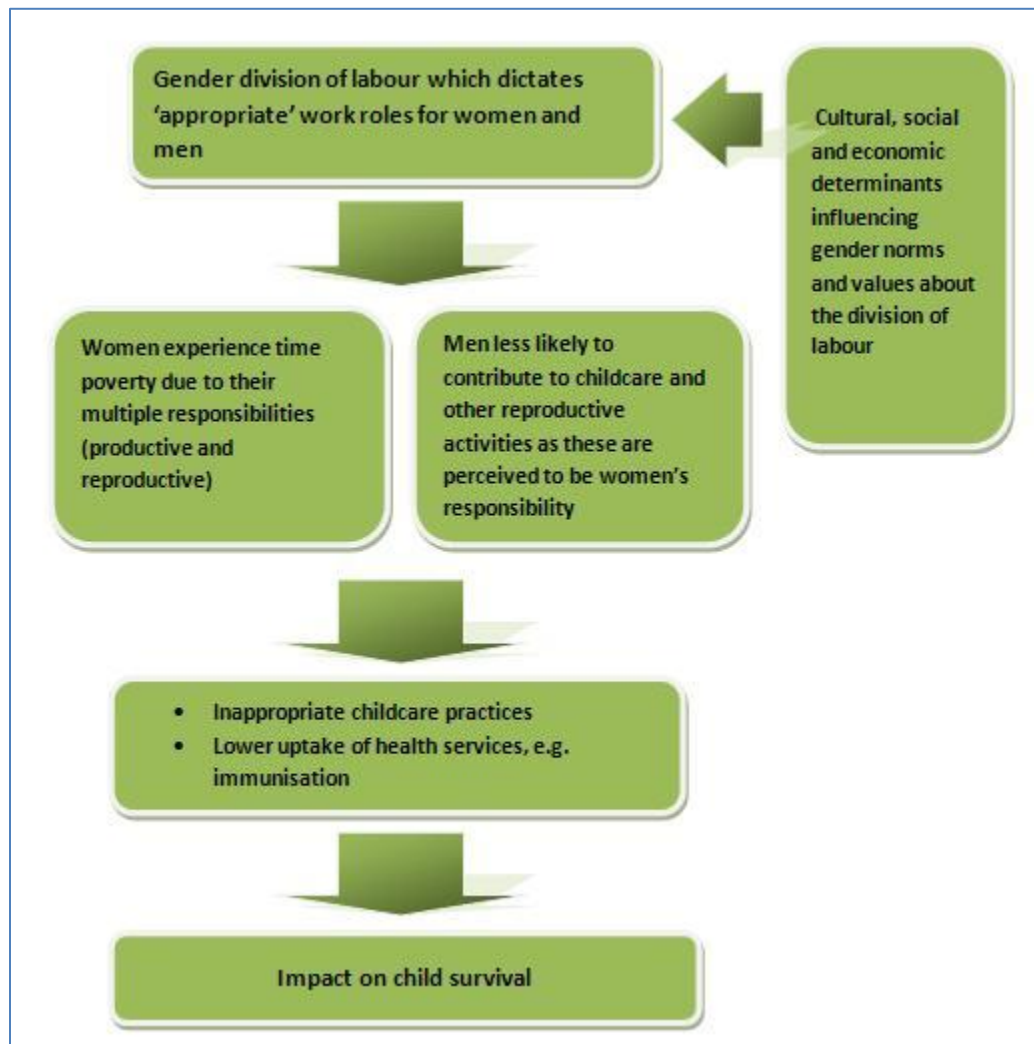 Gender division of labour which dictates
‘appropriate’ work roles for women and
men
Cultural, social
and economic
determinants
influencing
gender norms
and values about
the division of
labour
Women experience time
poverty due to their
multiple responsibilities
(productive and
reproductive)
Men less likely to
contribute to childcare and
other reproductive
activities as these are
perceived to be women’s
responsibility
• Inappropriate childcare practices
• Lower uptake of health services, e.g.
immunisation
Impact on child survival